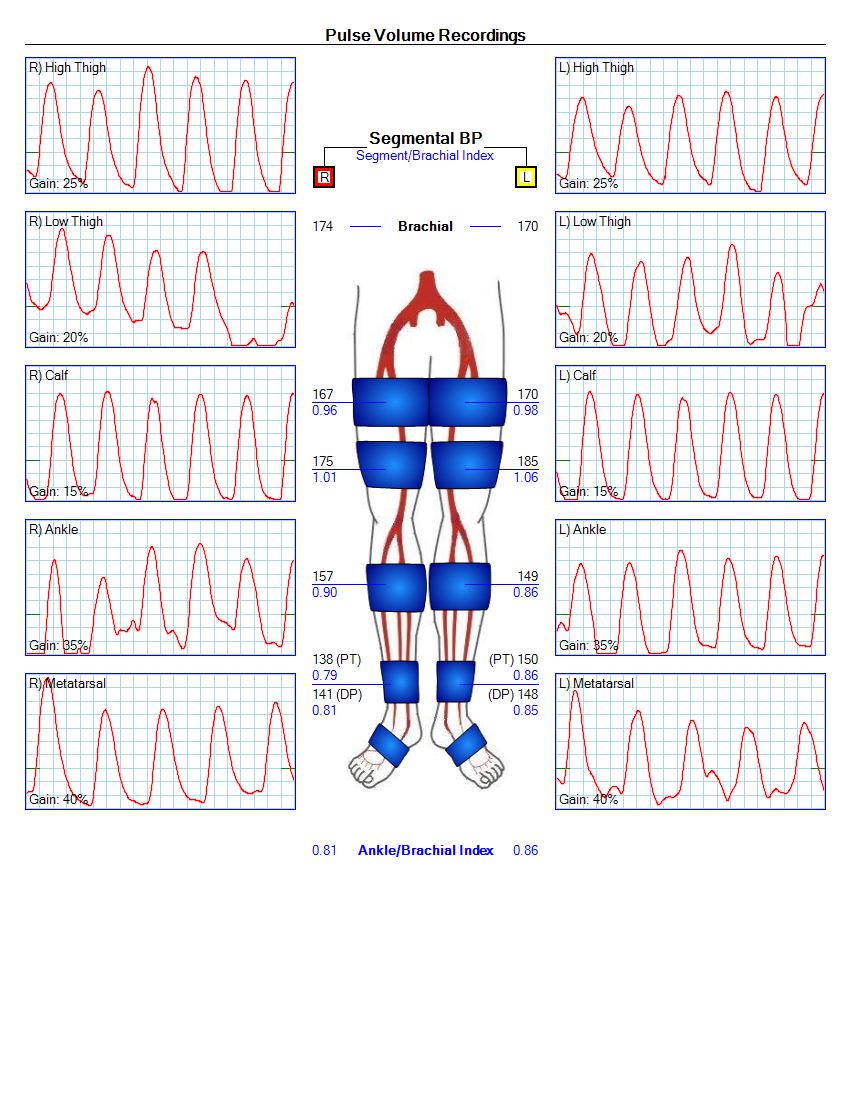 Pulse Volume Recordings
R) High Thigh
Gain: 25%
L) High Thigh
Gain: 25%
Segmental BP
Segment/Brachial Index
R
L
174 Brachial 170
R) Low Thigh
Gain: 20%
L) Low Thigh
Gain: 20%
R) Calf
Gain: 15%
L) Calf
Gain: 15%
167 170
0.96 0.98
175 185
1.01 1.06
R) Ankle
Gain: 35%
L) Ankle
Gain: 35%
157 149
0.90 0.86
138 (PT) (PT) 150
0.79 0.86
141 (DP) (DP) 148
0.81 0.85
R) Metatarsal
Gain: 40%
L) Metatarsal
Gain: 40%
0.81 Ankle/Brachial Index 0.86